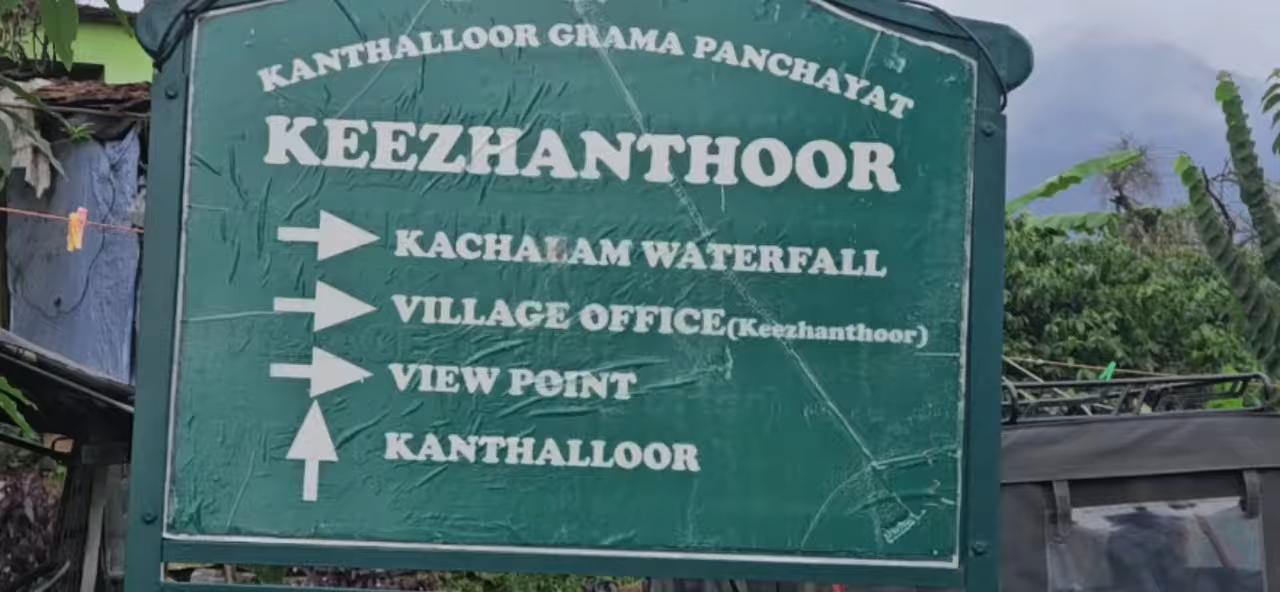 KANTHALLOOR GRAMA PANCHAYAT
KEEZHANTHOOR
KACHARAM WATERFALL
VILLAGE OFFICE(Keezhanthoor)
VIEW POINT
KANTHALLOOR